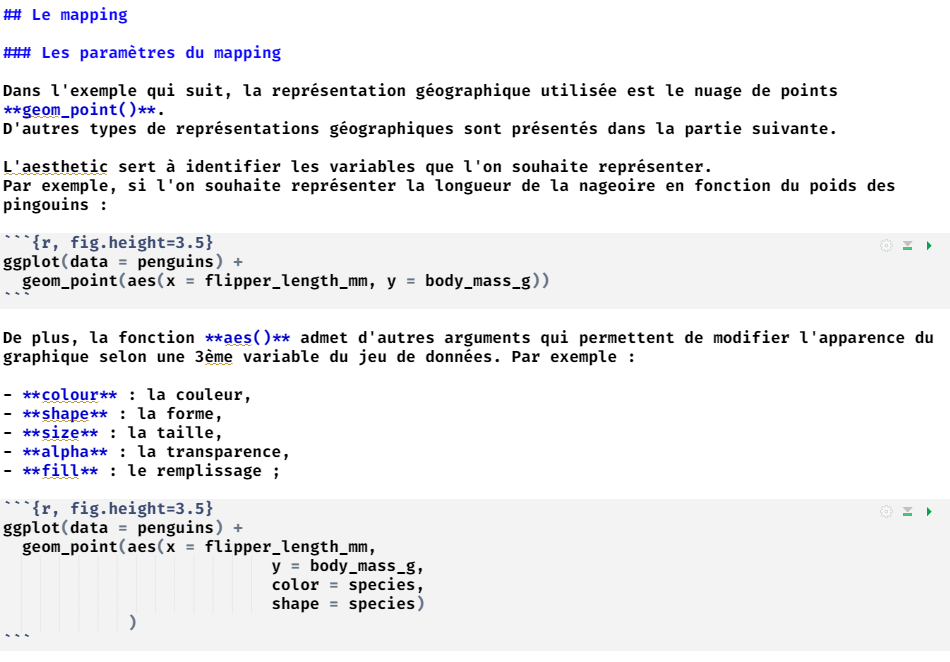 ## Le mapping
### Les paramètres du mapping
Dans l'exemple qui suit, la représentation géographique utilisée est le nuage de points
**geom_point()**.
D'autres types de représentations géographiques sont présentés dans la partie suivante.
L'aesthetic sert à identifier les variables que l'on souhaite représenter.
Par exemple, si l'on souhaite représenter la longueur de la nageoire en fonction du poids des
pingouins :
```{r, fig.height=3.5}
ggplot(data = penguins) +
  geom_point(aes(x = flipper_length_mm, y = body_mass_g))
```
De plus, la fonction **aes()** admet d'autres arguments qui permettent de modifier l'apparence du
graphique selon une 3ème variable du jeu de données. Par exemple :
- **colour** : la couleur,
- **shape** : la forme,
- **size** : la taille,
- **alpha** : la transparence,
- **fill** : le remplissage ;
```{r, fig.height=3.5}
ggplot(data = penguins) +
  geom_point(aes(x = flipper_length_mm,
                            y = body_mass_g,
                            color = species,
                            shape = species)
             )
```